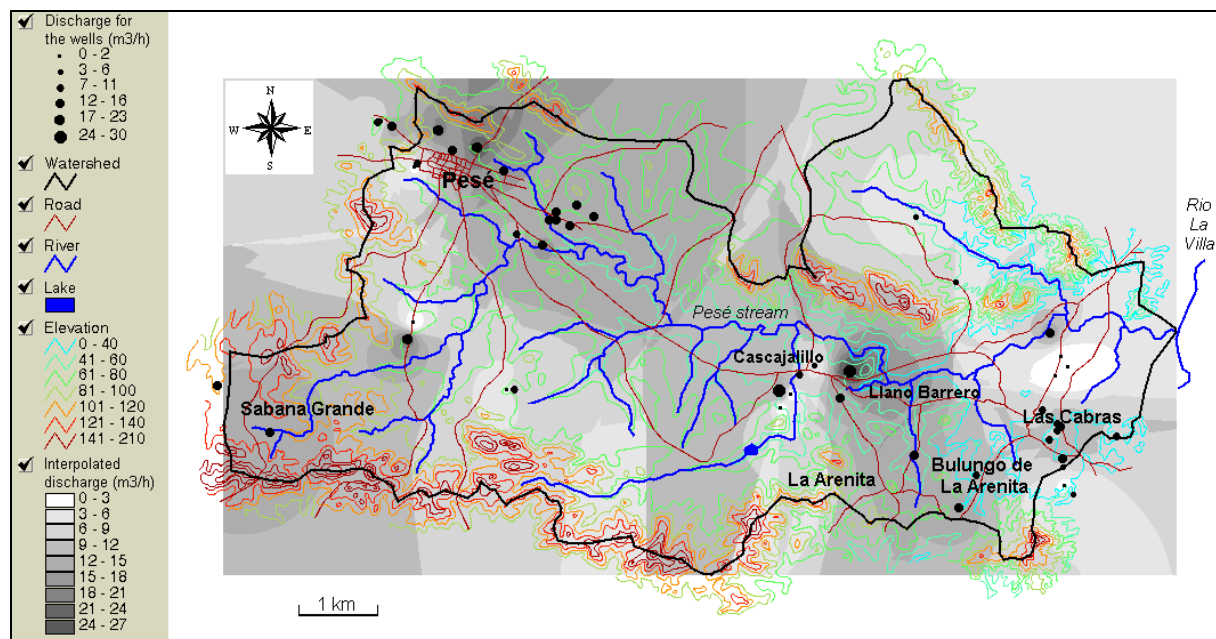 Discharge for
the wells (m3/h)
0 - 2
3 - 6
7 - 11
12 - 16
17 - 23
24 - 30
Watershed
Road
River
Lake
Elevation
0 - 40
41 - 60
61 - 80
81 - 100
101 - 120
121 - 140
141 - 210
Interpolated
discharge (m3/h)
0 - 3
3 - 6
6 - 9
9 - 12
12 - 15
15 - 18
18 - 21
21 - 24
24 - 27
N
W E
S
Pesé
Rio
La
Villa
Pesé stream
Cascajalillo
Llano Barrero
Sabana Grande
Las Cabras
La Arenita
Bulungo de
La Arenita
1 km